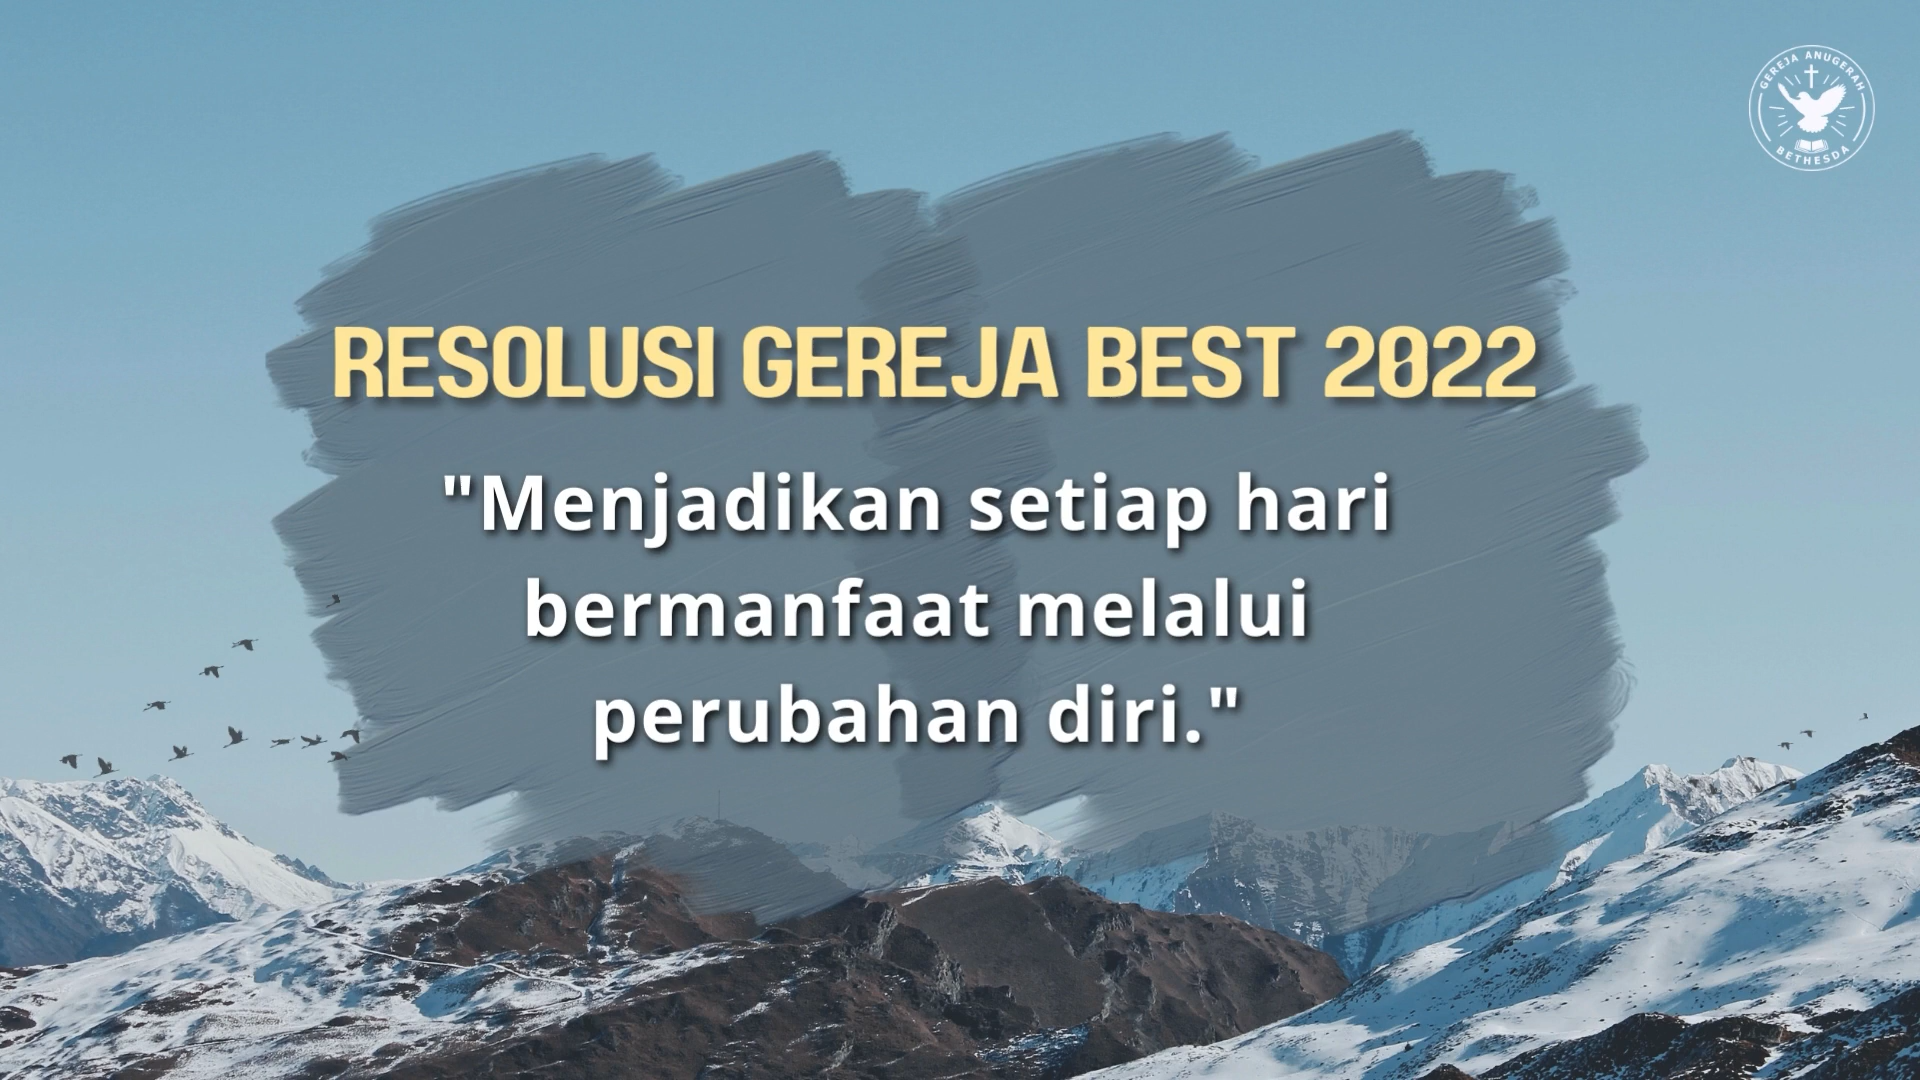 GEREJA ANUGERAH
BETHESDA
RESOLUSI GEREJA BEST 2022
"Menjadikan setiap hari
bermanfaat melalui
perubahan diri."